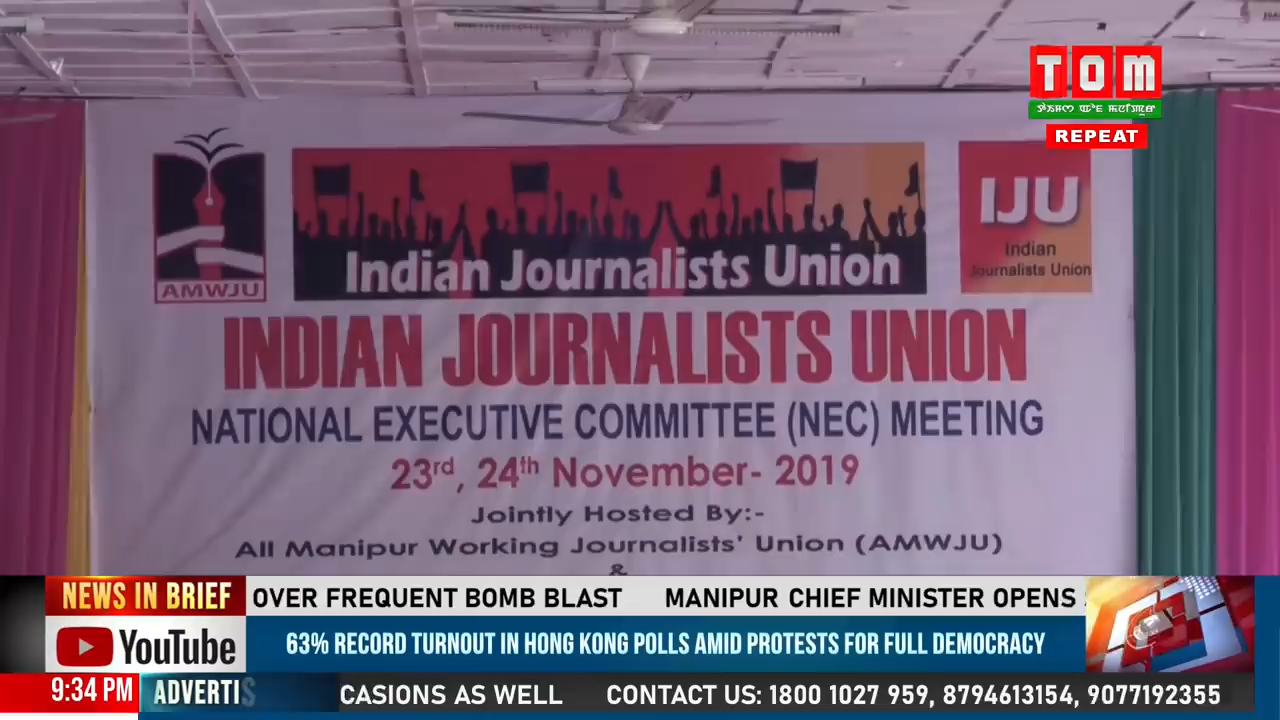 TOM
REPEAT
AMWJU
Indian Journalists Union
IJU
Indian
Journalists Union
INDIAN JOURNALISTS UNION
NATIONAL EXECUTIVE COMMITTEE (NEC) MEETING
23rd, 24th November- 2019
Jointly Hosted By:-
All Manipur Working Journalists' Union (AMWJU)
&
NEWS IN BRIEF
OVER FREQUENT BOMB BLAST MANIPUR CHIEF MINISTER OPENS
YouTube
63% RECORD TURNOUT IN HONG KONG POLLS AMID PROTESTS FOR FULL DEMOCRACY
9:34 PM
ADVERTIS
CASIONS AS WELL CONTACT US: 1800 1027 959, 8794613154, 9077192355